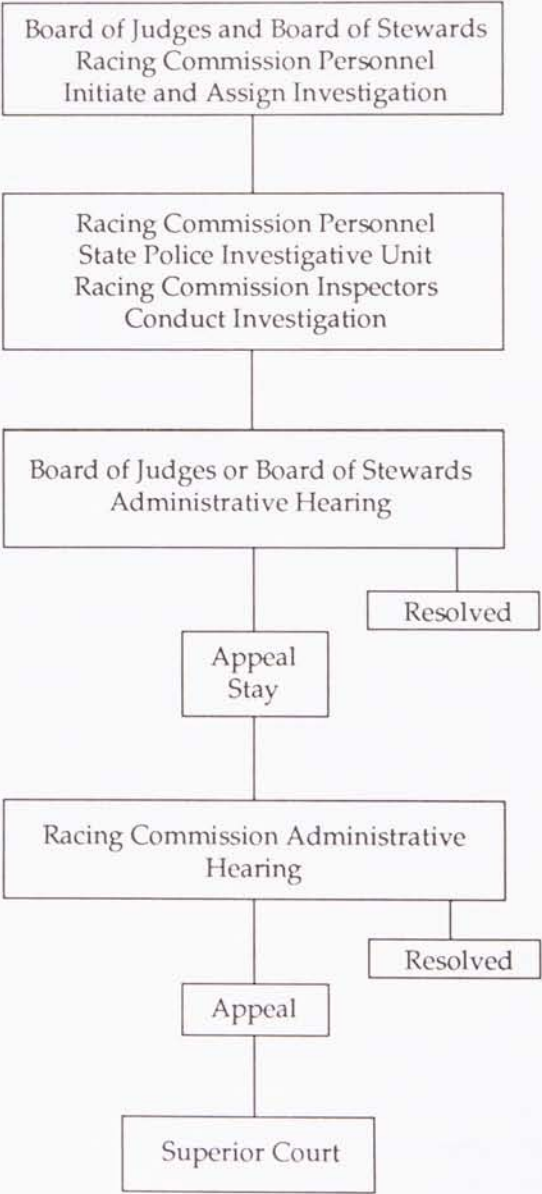 Board of Judges and Board of Stewards
Racing Commission Personnel
Initiate and Assign Investigation
Racing Commission Personnel
State Police Investigative Unit
Racing Commission Inspectors
Conduct Investigation
Board of Judges or Board of Stewards
Administrative Hearing
Resolved
Appeal
Stay
Racing Commission Administrative
Hearing
Resolved
Appeal
Superior Court